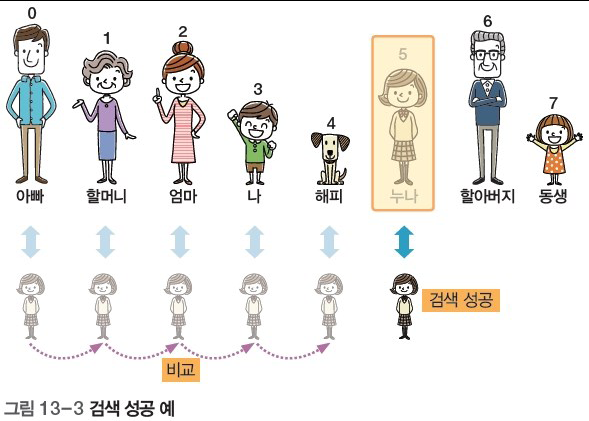 0 1 2 3 4 5 6 7
아빠 할머니 엄마 나 해피 누나 할아버지 동생
검색 성공
비교
그림 13-3 검색 성공 예